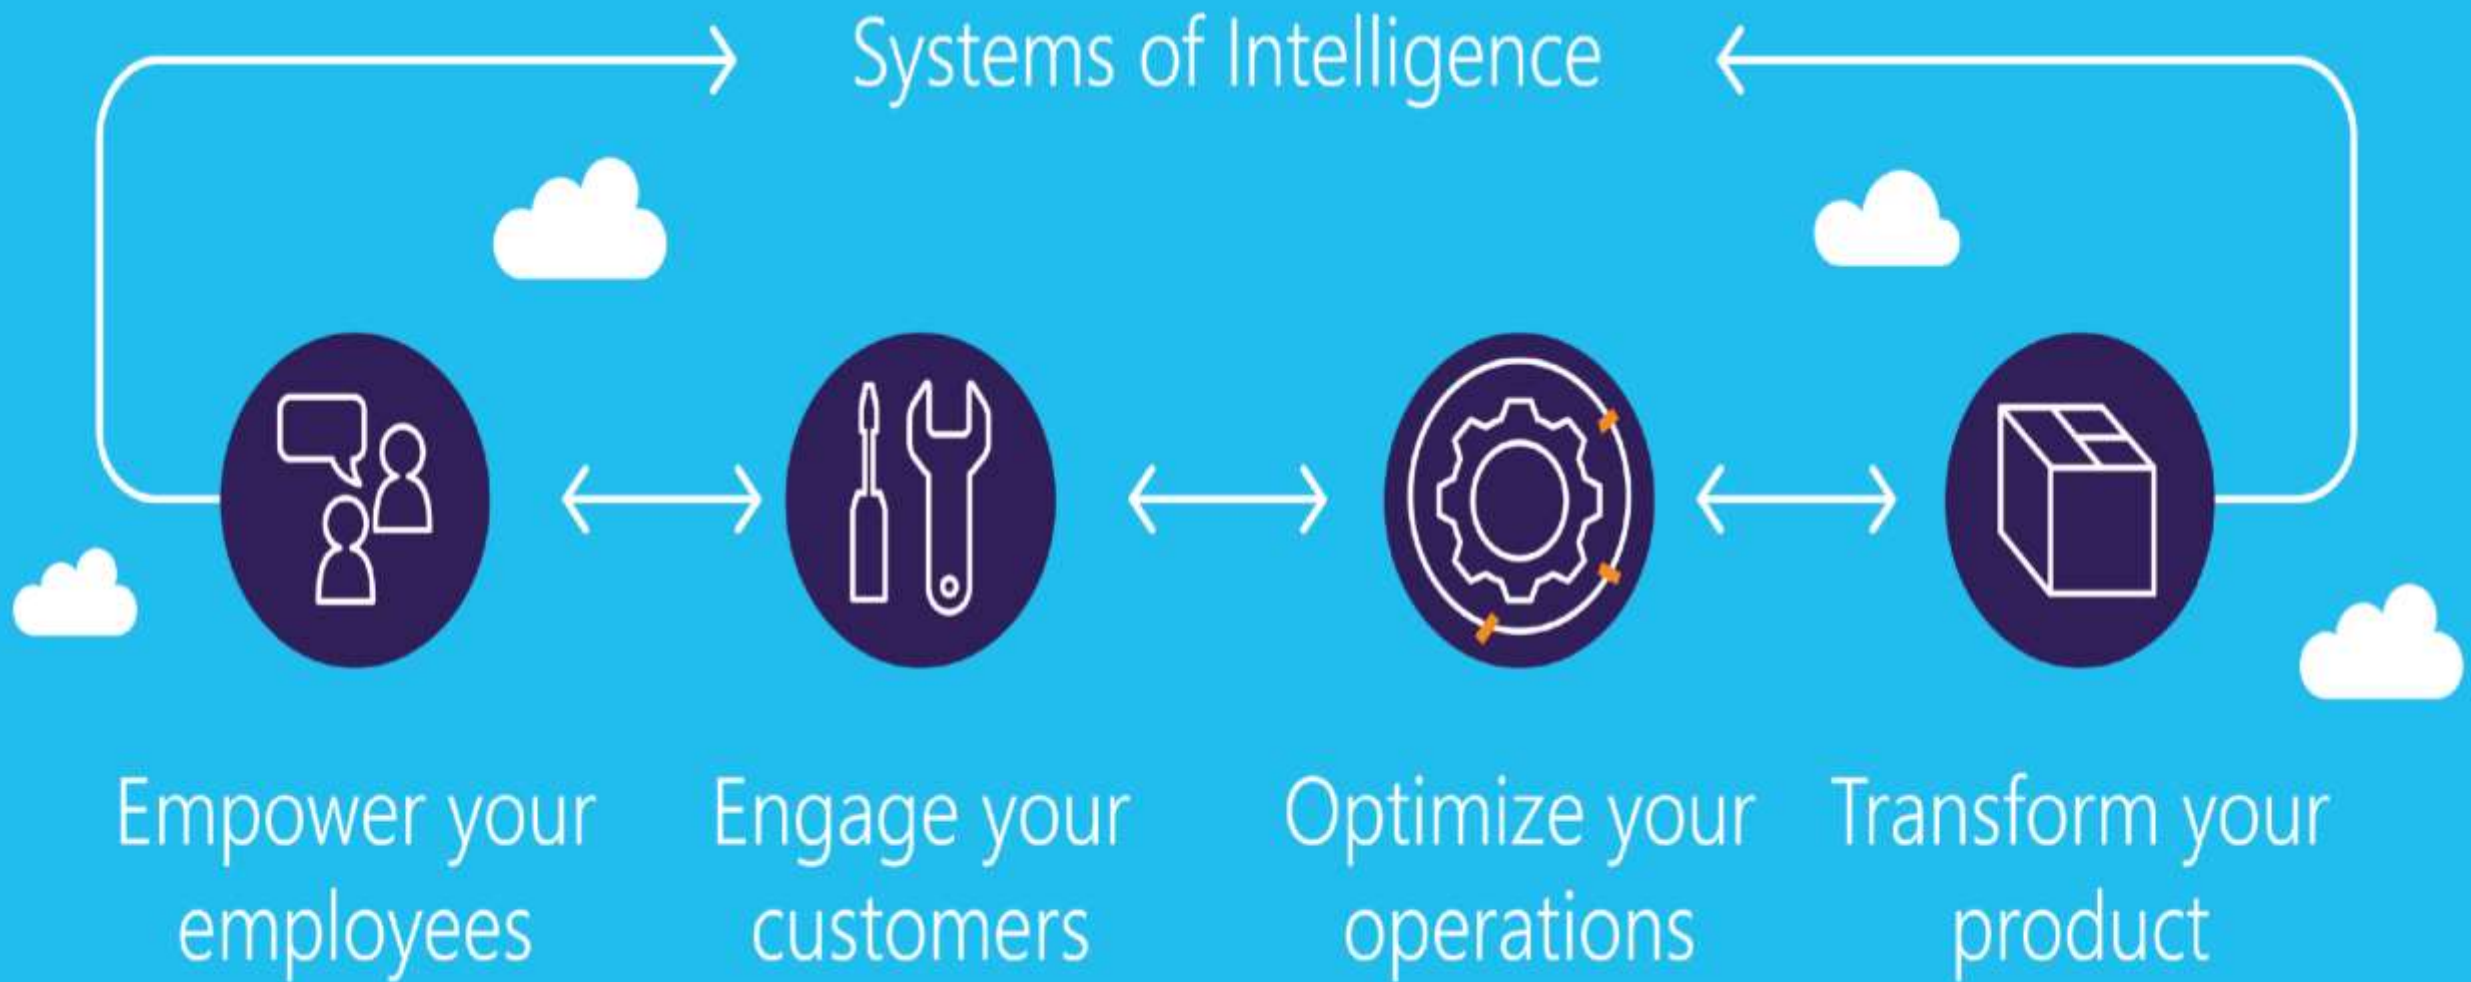 Systems of Intelligence
Empower your
employees
Engage your
customers
Optimize your
operations
Transform your
product